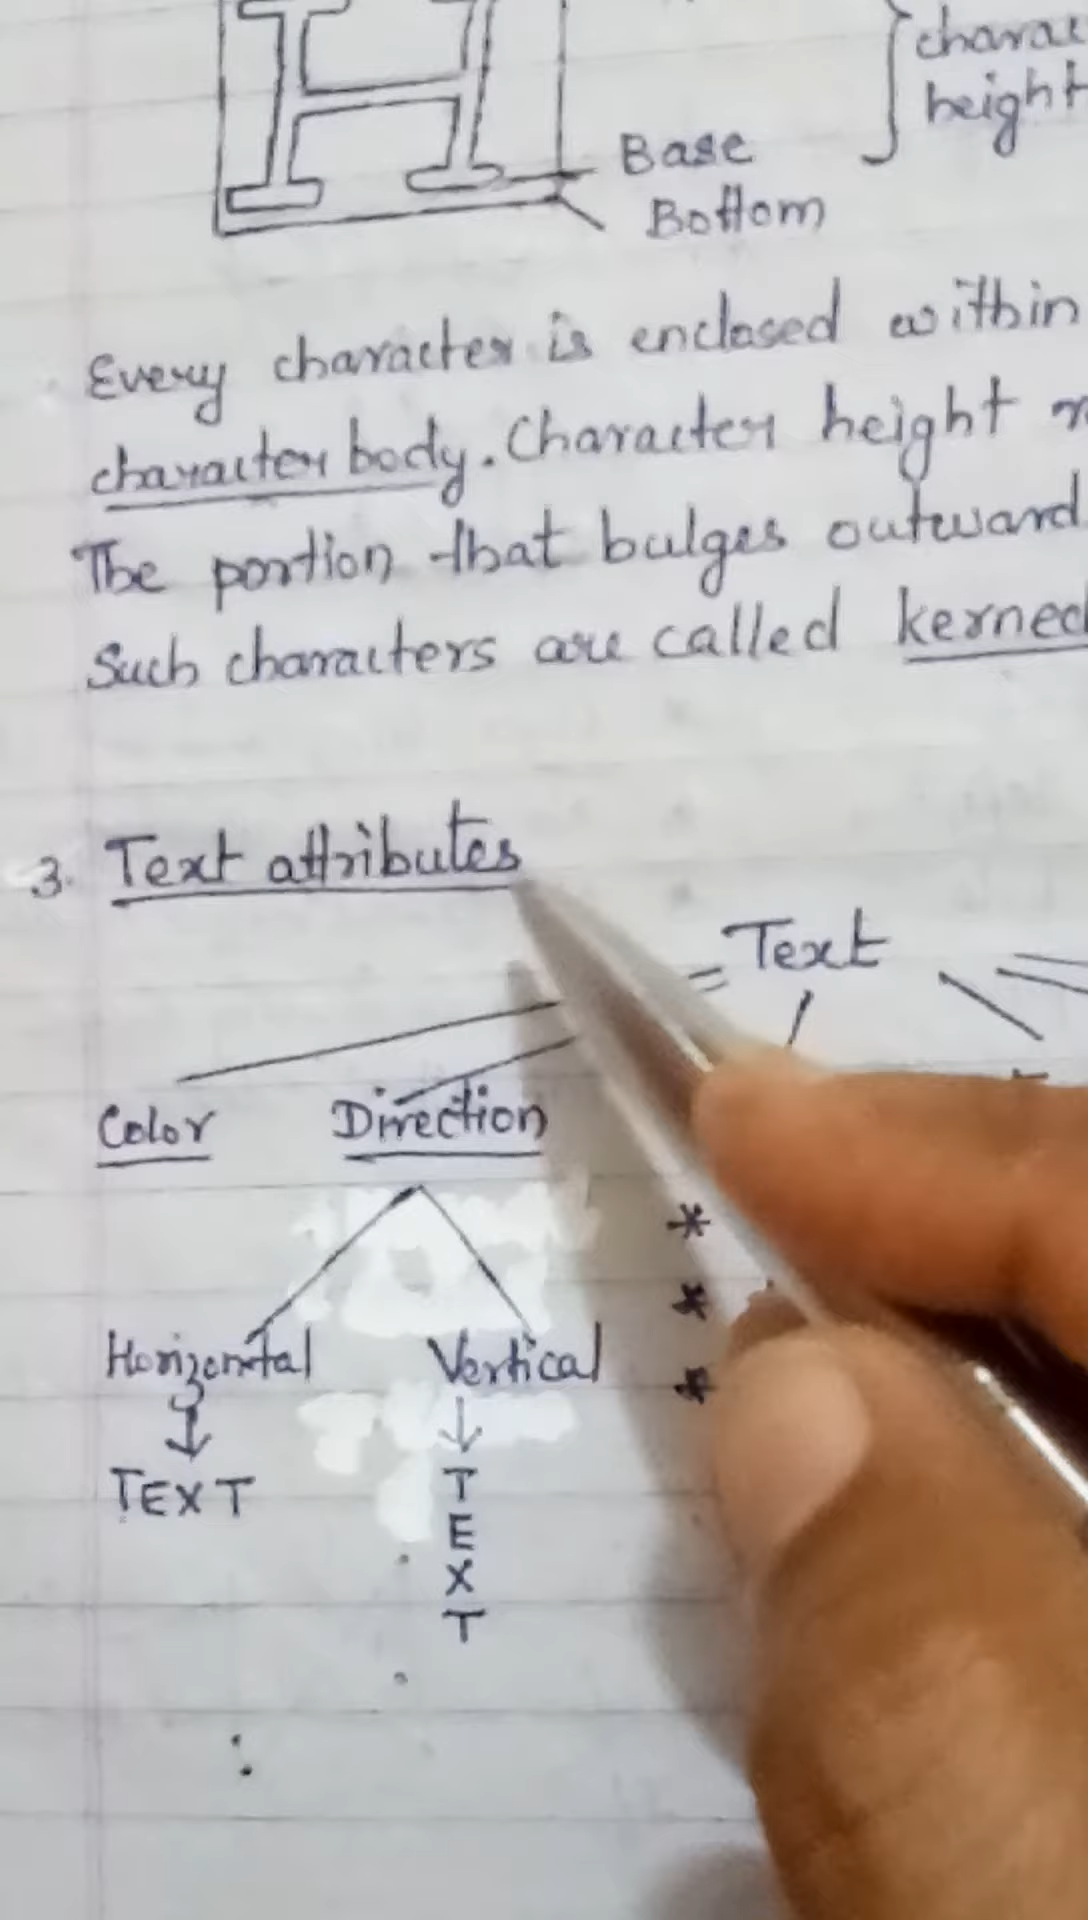 charac
height
Base
Bottom
Every character is enclosed within
character body. Character height
The portion that bulges outward
Such characters are called kerned
3. Text attributes
Text
Color Direction
*
*
Horizontal Vertical *
TEXT T
E
X
T